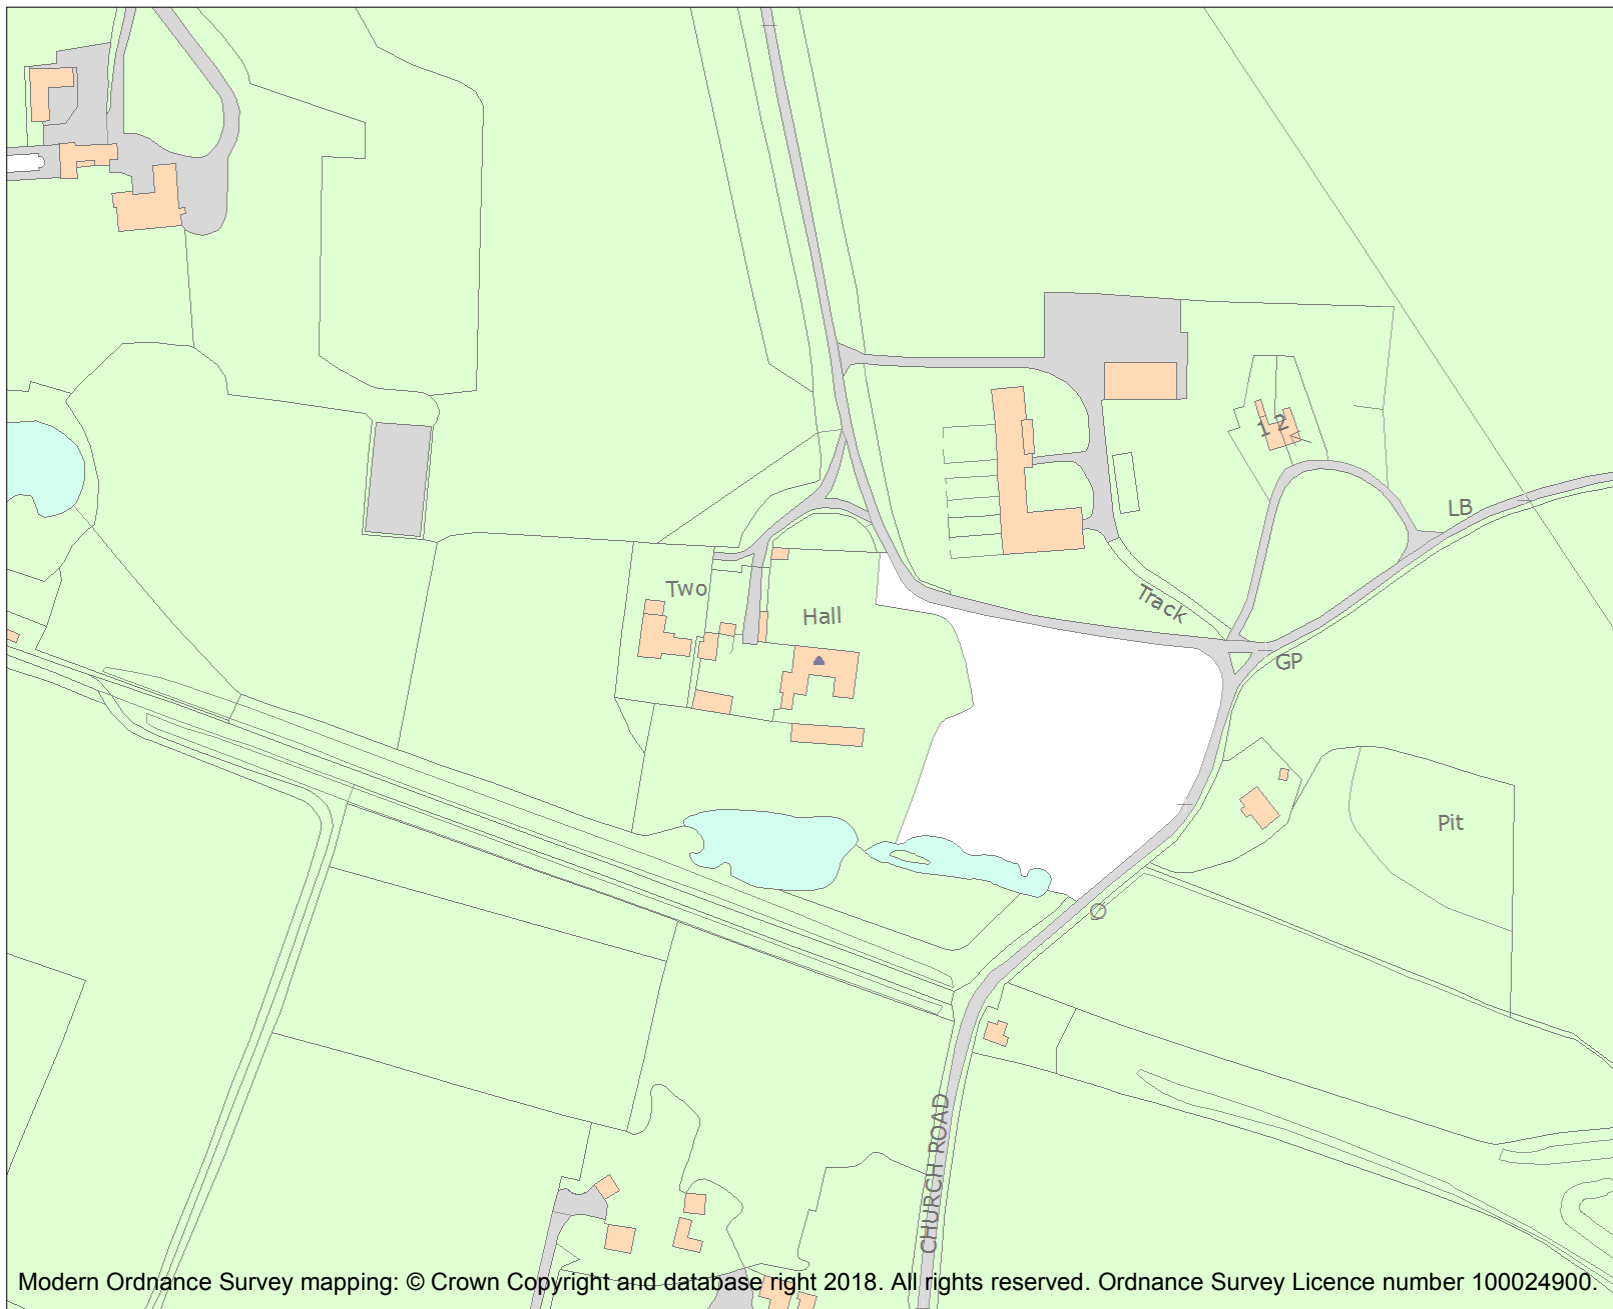 1 2
LB
Two
Track
Hall
GP
Pit
CHURCH ROAD
Modern Ordnance Survey mapping: © Crown Copyright and database right 2018. All rights reserved. Ordnance Survey Licence number 100024900.